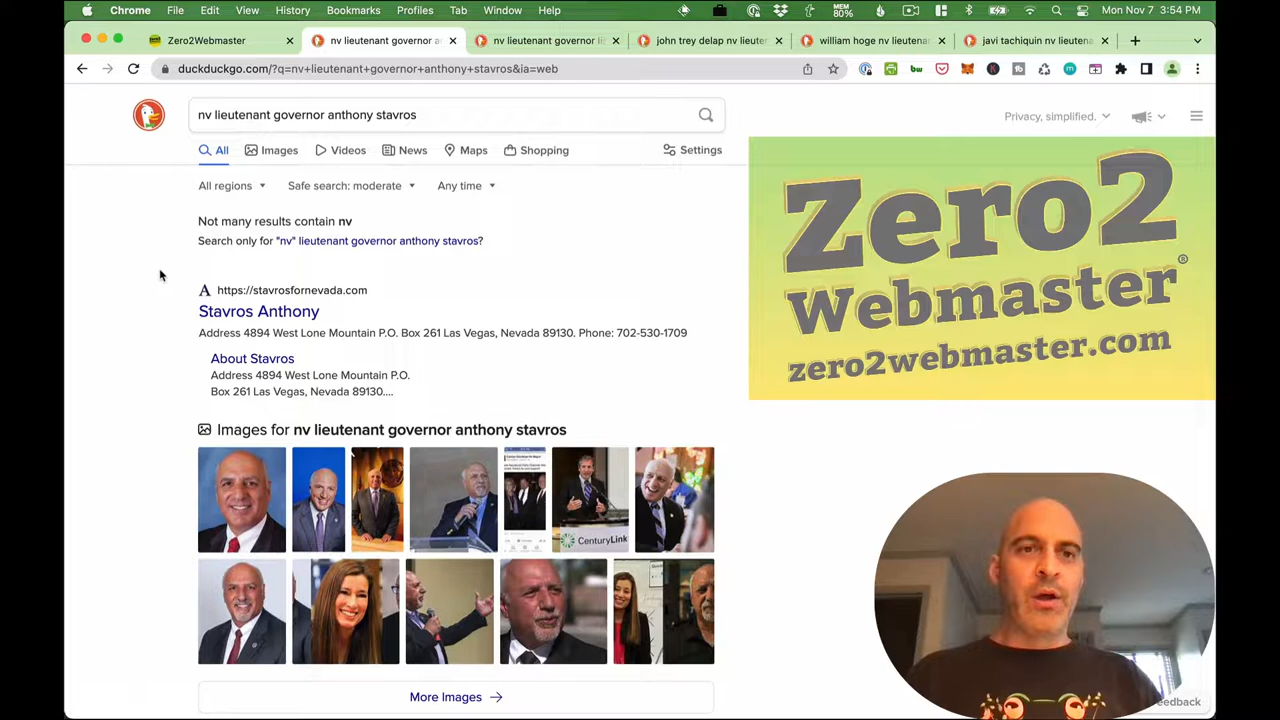 Chrome File Edit View History Bookmarks Profiles Tab Window Help MEM 80% Mon Nov 7 3:54 PM
Zero2Webmaster × nv lieutenant governor a × nv lieutenant governor li × john trey delap nv lieute × william hoge nv lieutena × javi tachiquin nv lieutena ×
duckduckgo.com/?q=nv+lieutenant+governor+anthony+stavros&ia=web
nv lieutenant governor anthony stavros
Privacy, simplified.
All Images Videos News Maps Shopping Settings
All regions Safe search: moderate Any time
Not many results contain nv
Search only for "nv" lieutenant governor anthony stavros?
A https://stavrosfornevada.com
Stavros Anthony
Address 4894 West Lone Mountain P.O. Box 261 Las Vegas, Nevada 89130. Phone: 702-530-1709
About Stavros
Address 4894 West Lone Mountain P.O.
Box 261 Las Vegas, Nevada 89130....
Images for nv lieutenant governor anthony stavros
CenturyLink
More Images
Zero2
Webmaster®
zero2webmaster.com
eedback